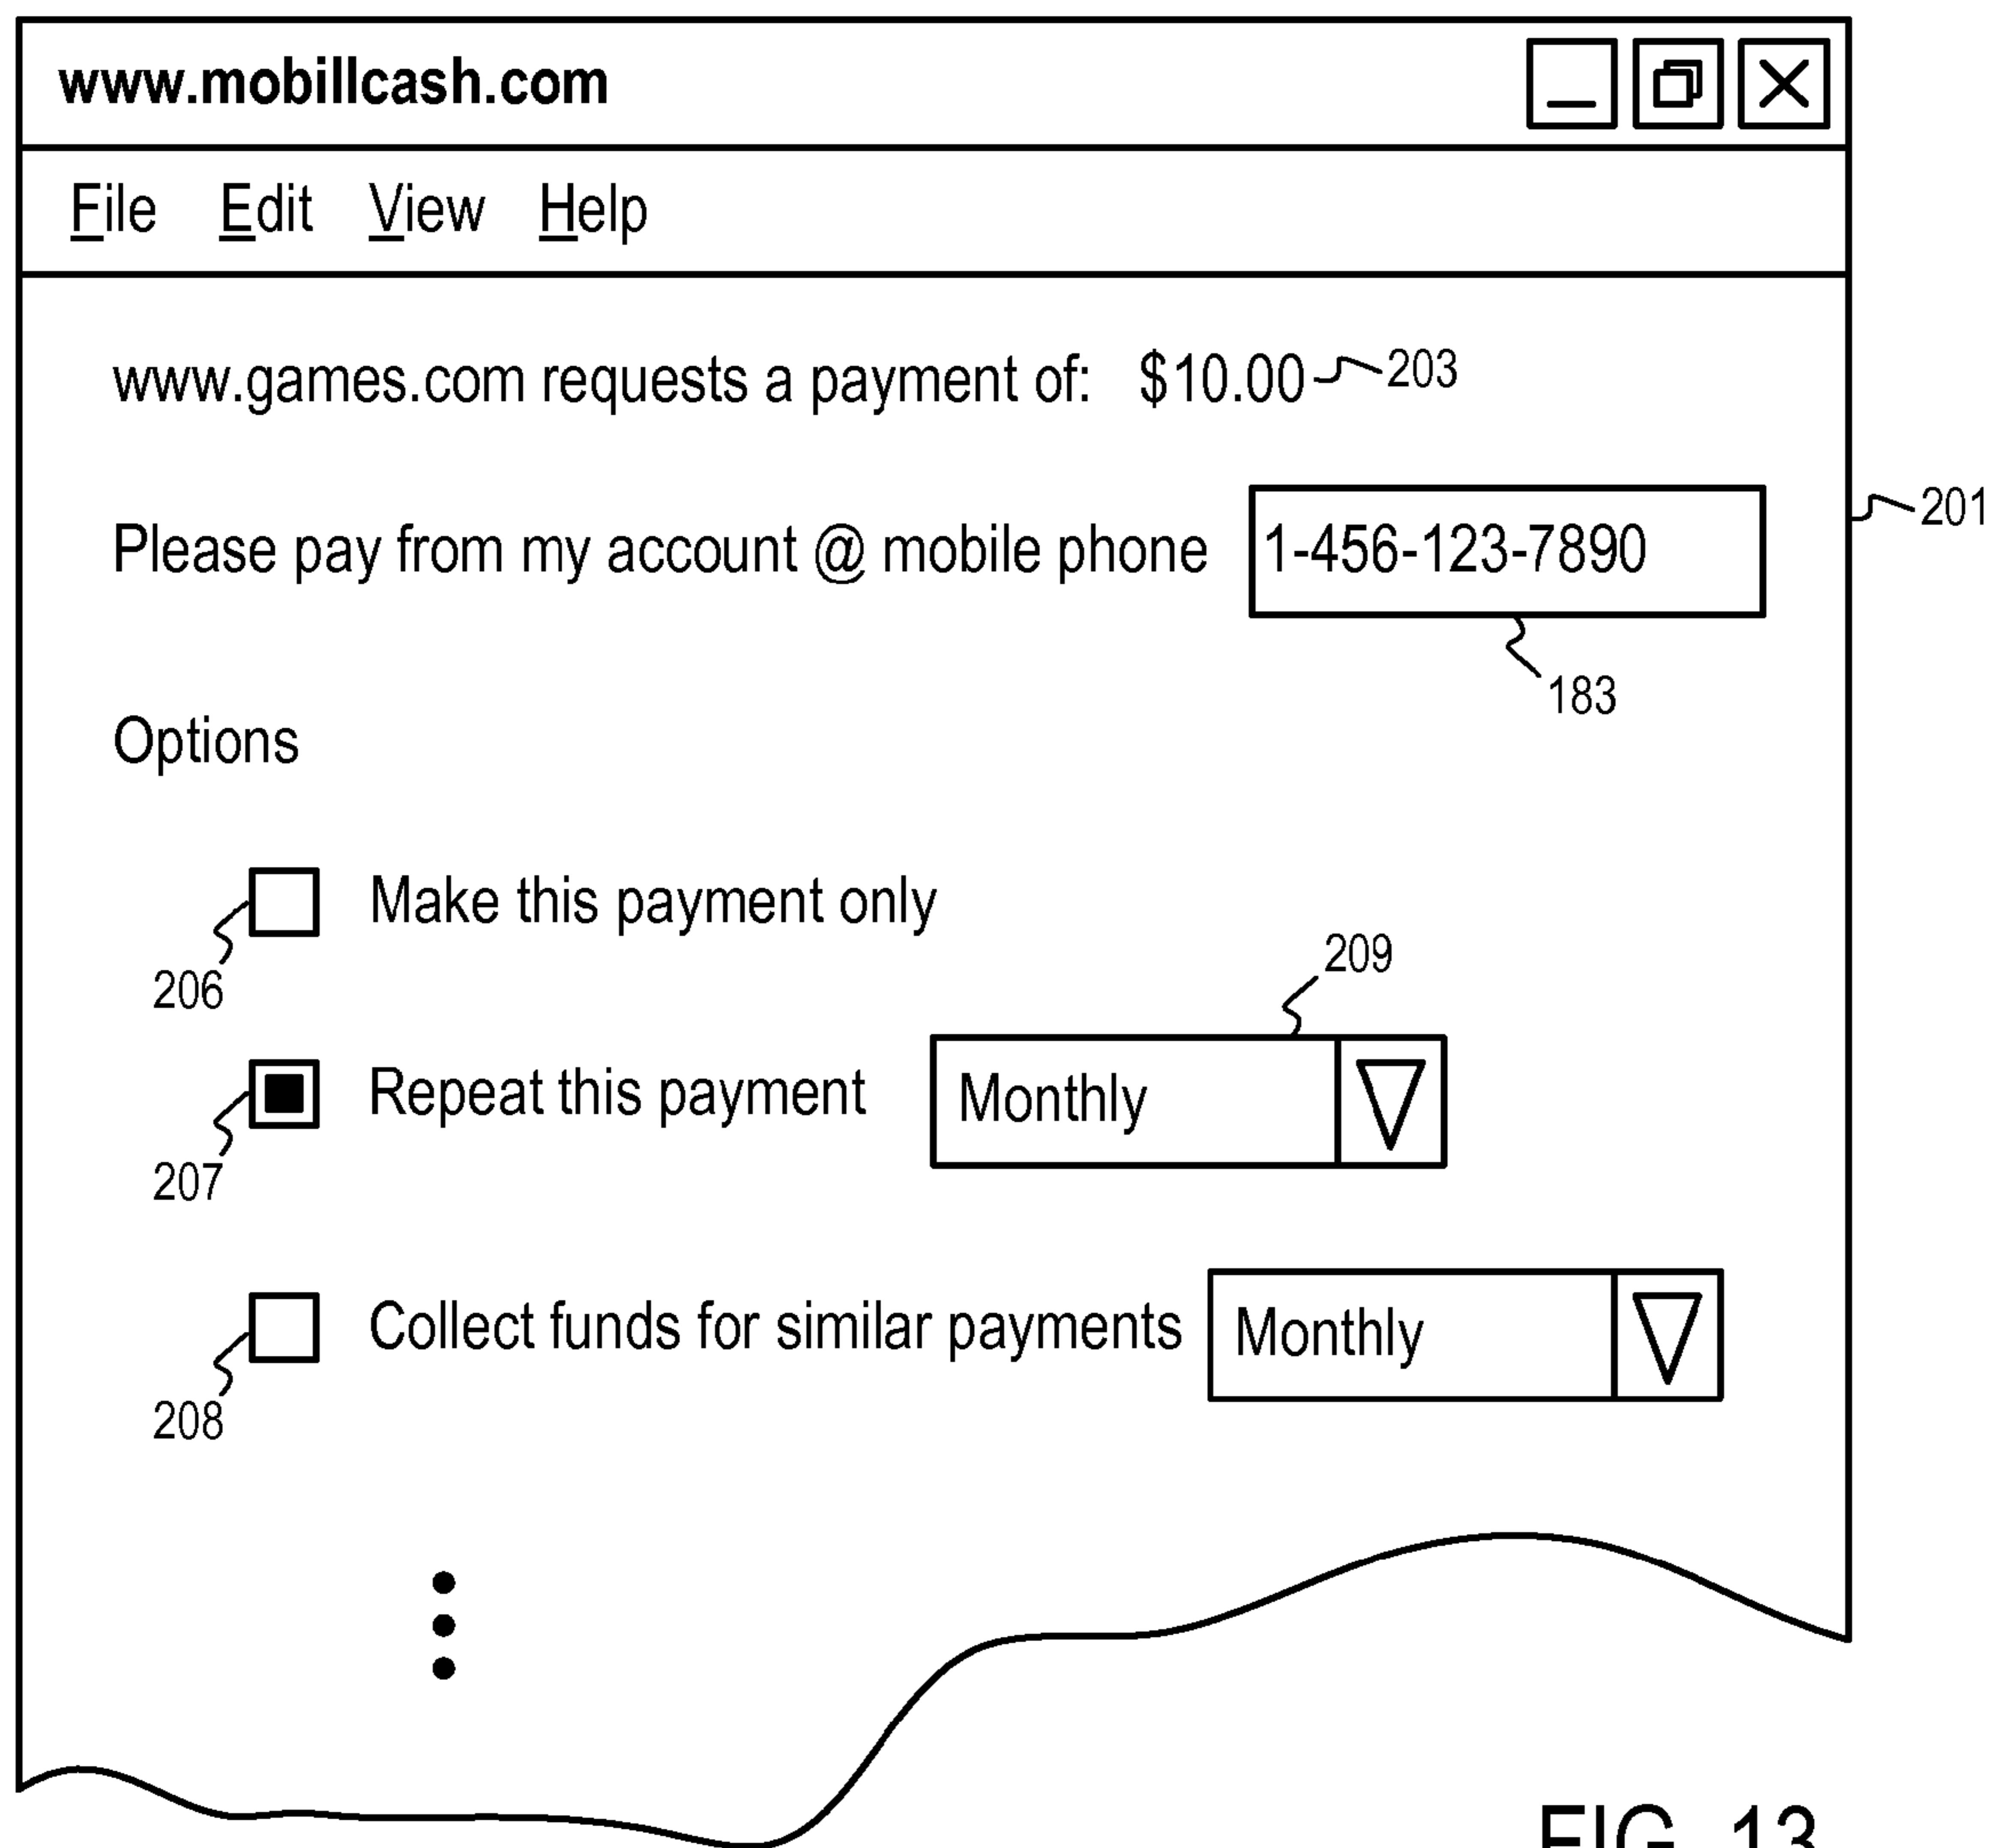 www.mobillcash.com
File Edit View Help
www.games.com requests a payment of: $10.00 203
201
Please pay from my account @ mobile phone 1-456-123-7890
183
Options
Make this payment only
206
209
Repeat this payment Monthly
207
Collect funds for similar payments Monthly
208
FIG. 13